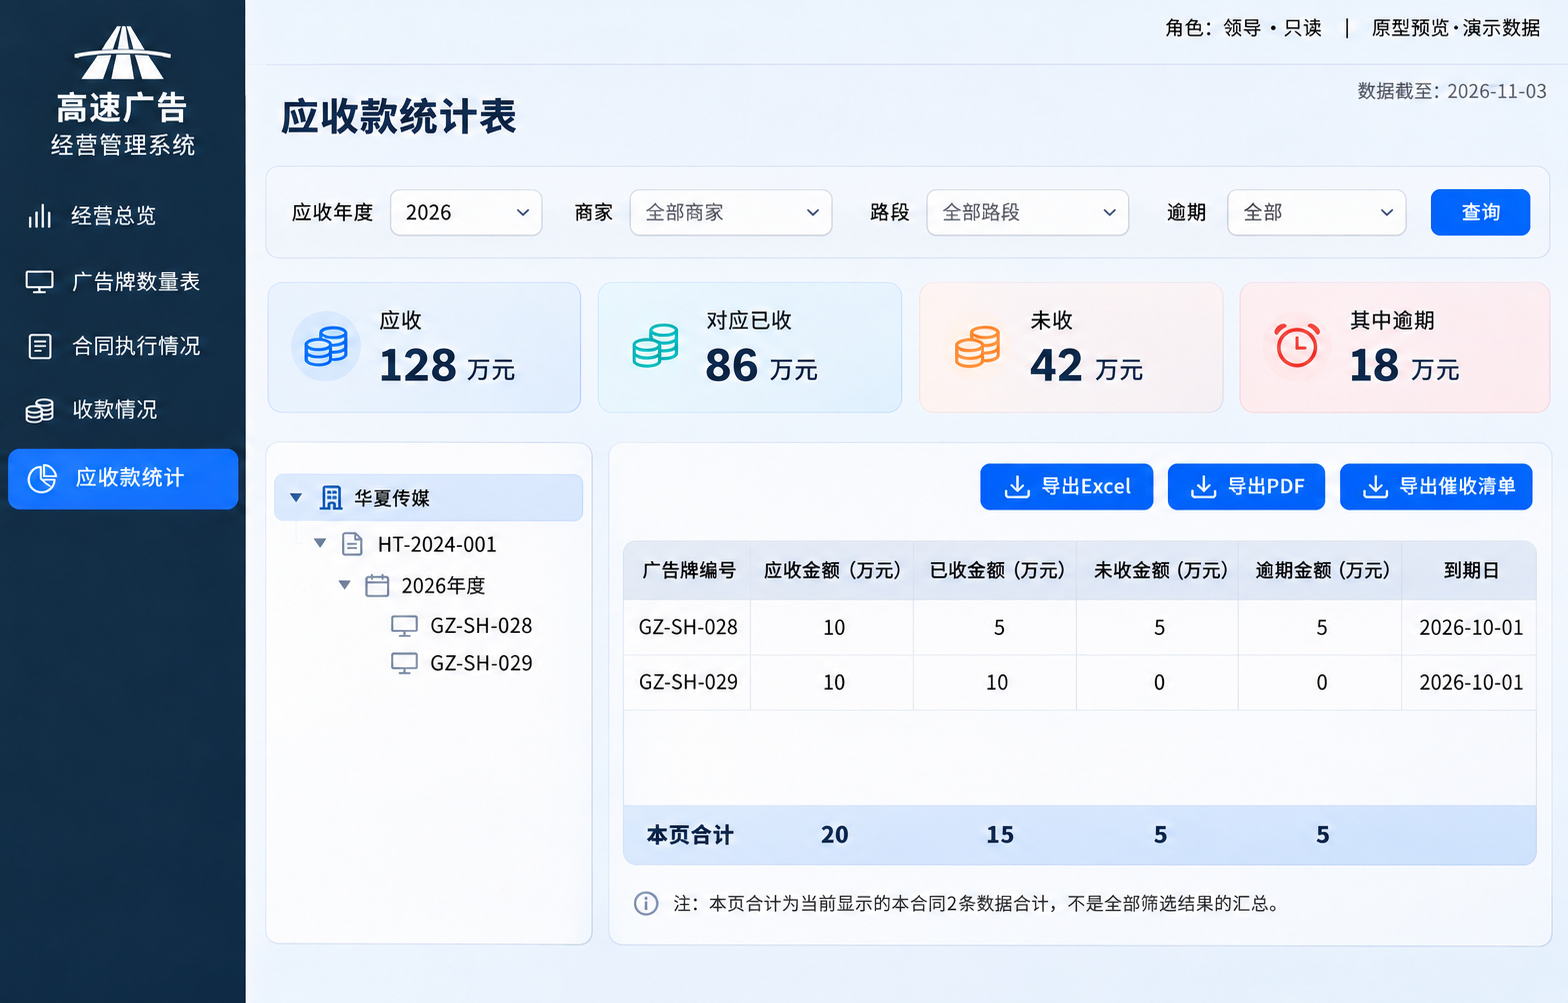 高速广告
经营管理系统
经营总览
广告牌数量表
合同执行情况
收款情况
应收款统计
角色：领导·只读 | 原型预览·演示数据
数据截至：2026-11-03
应收款统计表
应收年度 2026 商家 全部商家 路段 全部路段 逾期 全部 查询
应收
128 万元
对应已收
86 万元
未收
42 万元
其中逾期
18 万元
华夏传媒
HT-2024-001
2026年度
GZ-SH-028
GZ-SH-029
导出Excel 导出PDF 导出催收清单
广告牌编号 应收金额（万元） 已收金额（万元） 未收金额（万元） 逾期金额（万元） 到期日
GZ-SH-028 10 5 5 5 2026-10-01
GZ-SH-029 10 10 0 0 2026-10-01
本页合计 20 15 5 5
注：本页合计为当前显示的本合同2条数据合计，不是全部筛选结果的汇总。